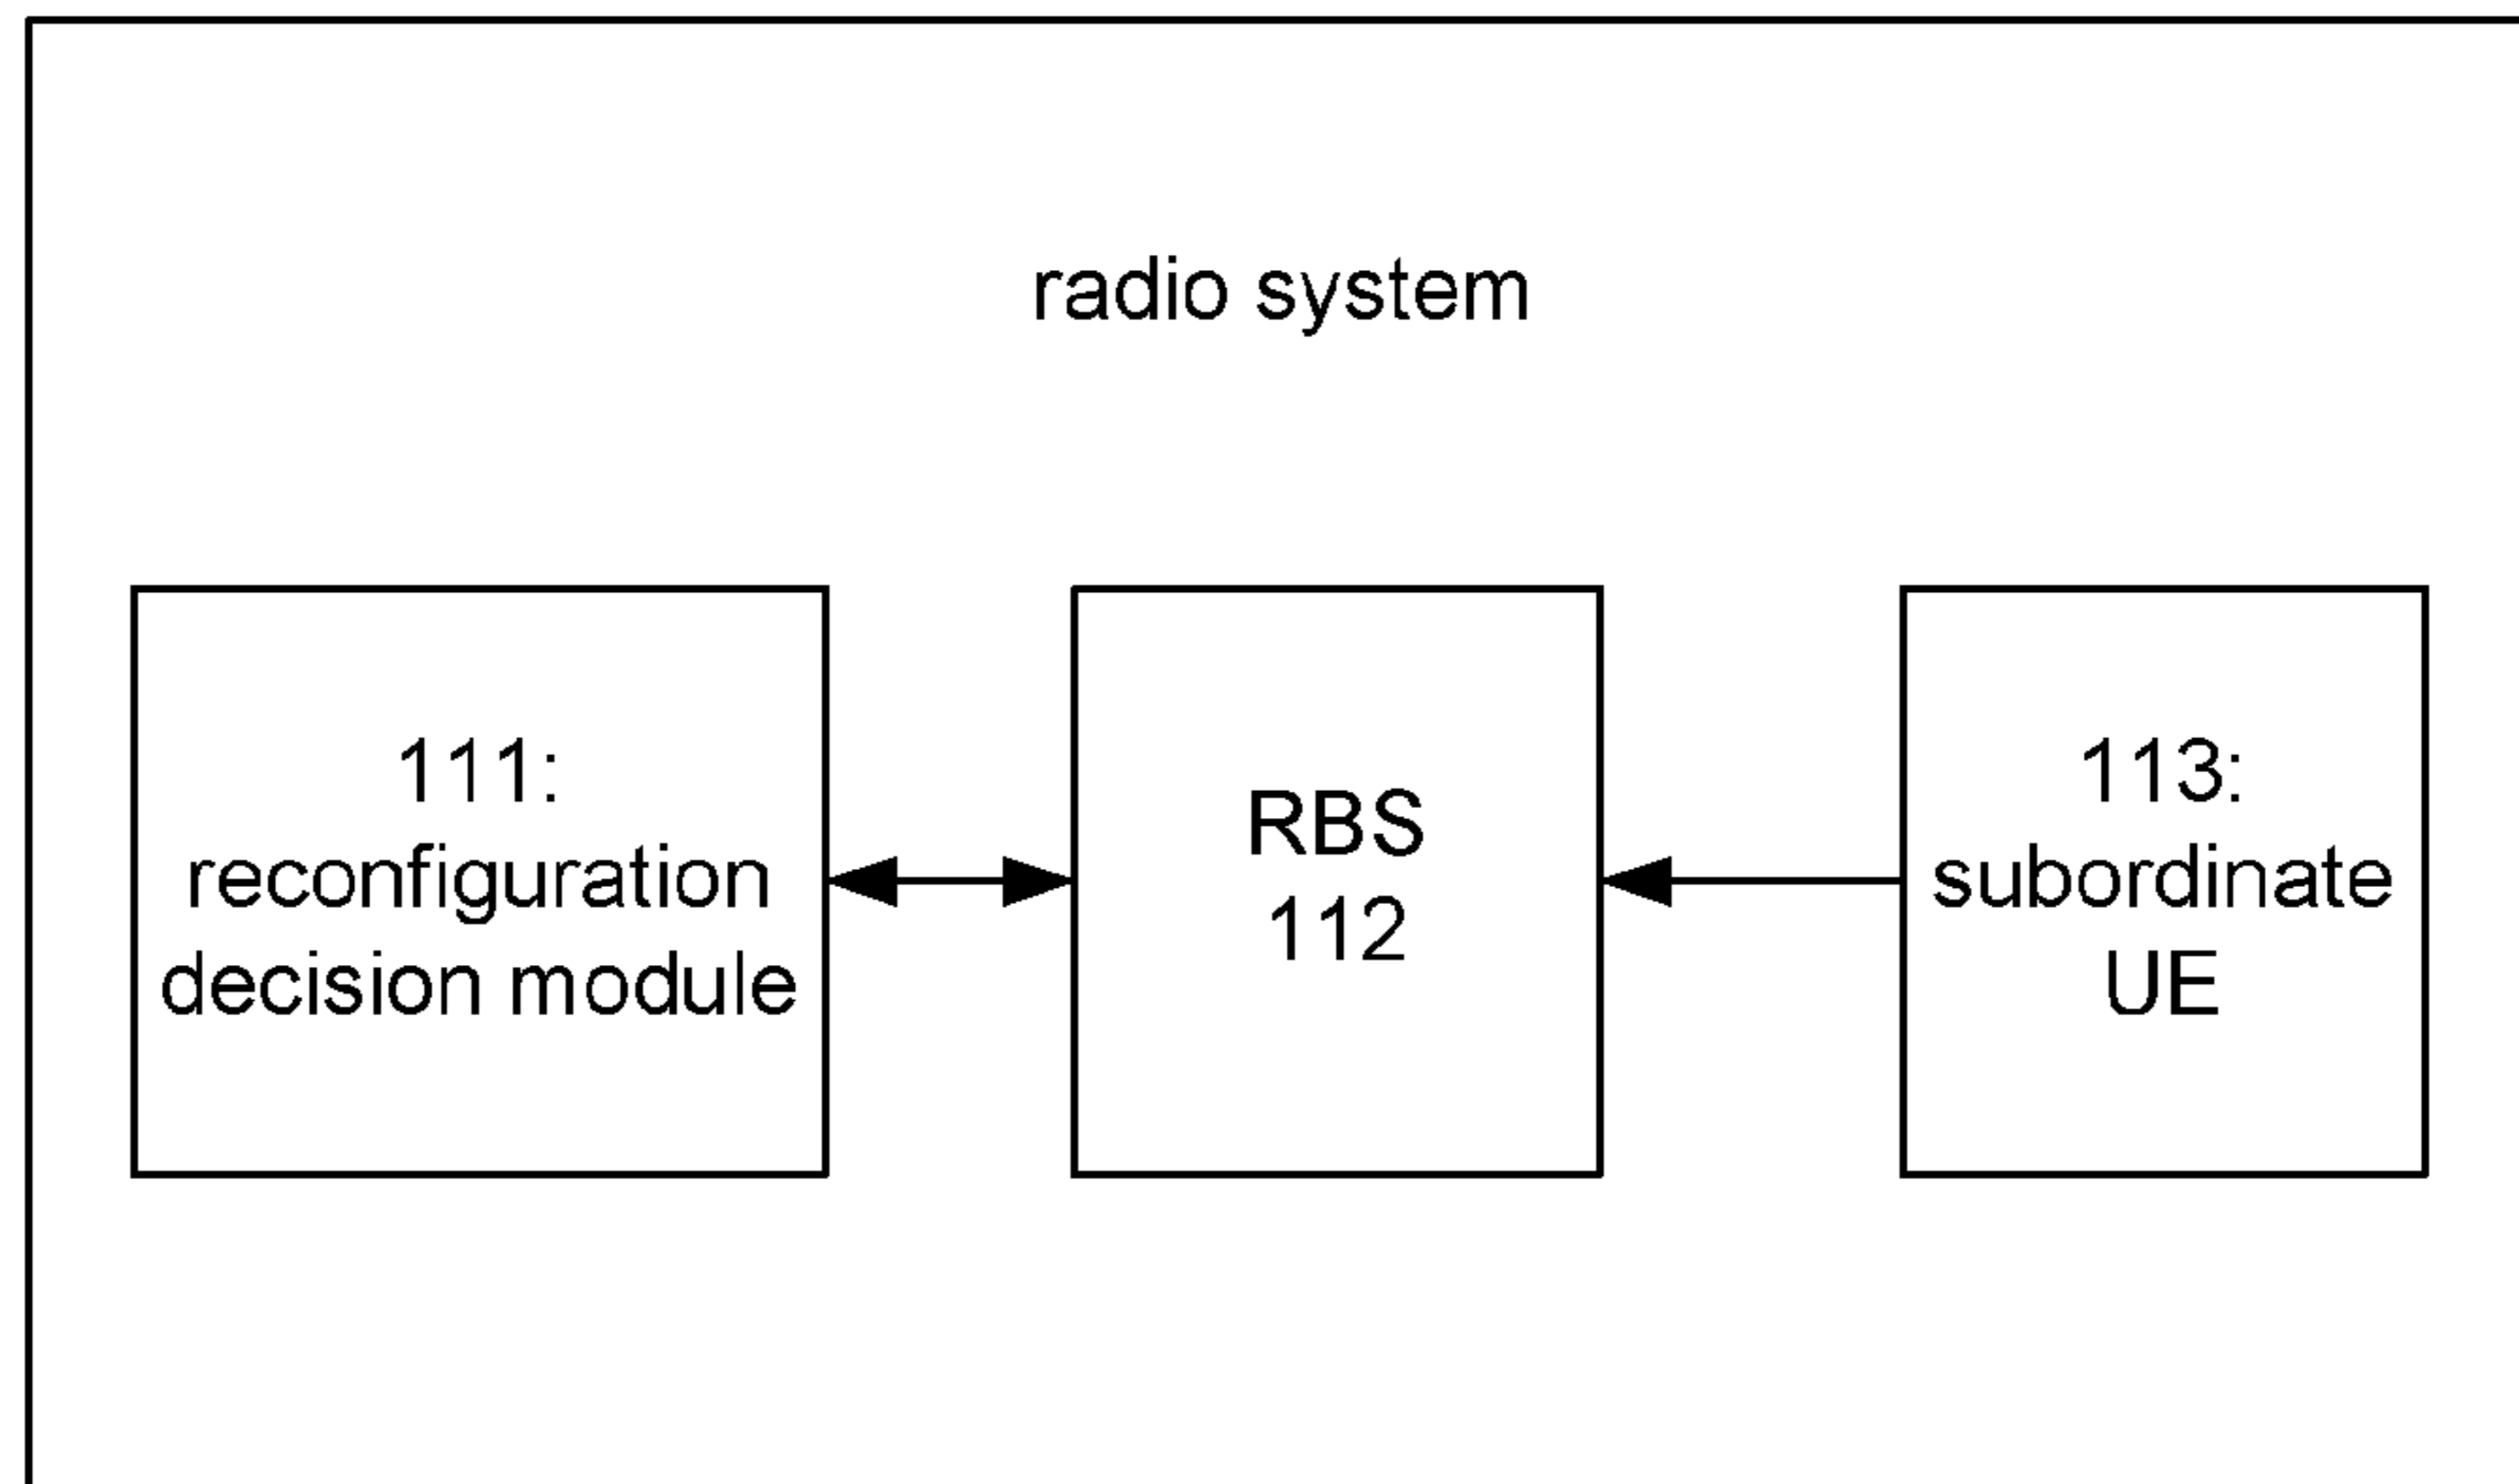 radio system
111:
reconfiguration
decision module
RBS
112
113:
subordinate
UE